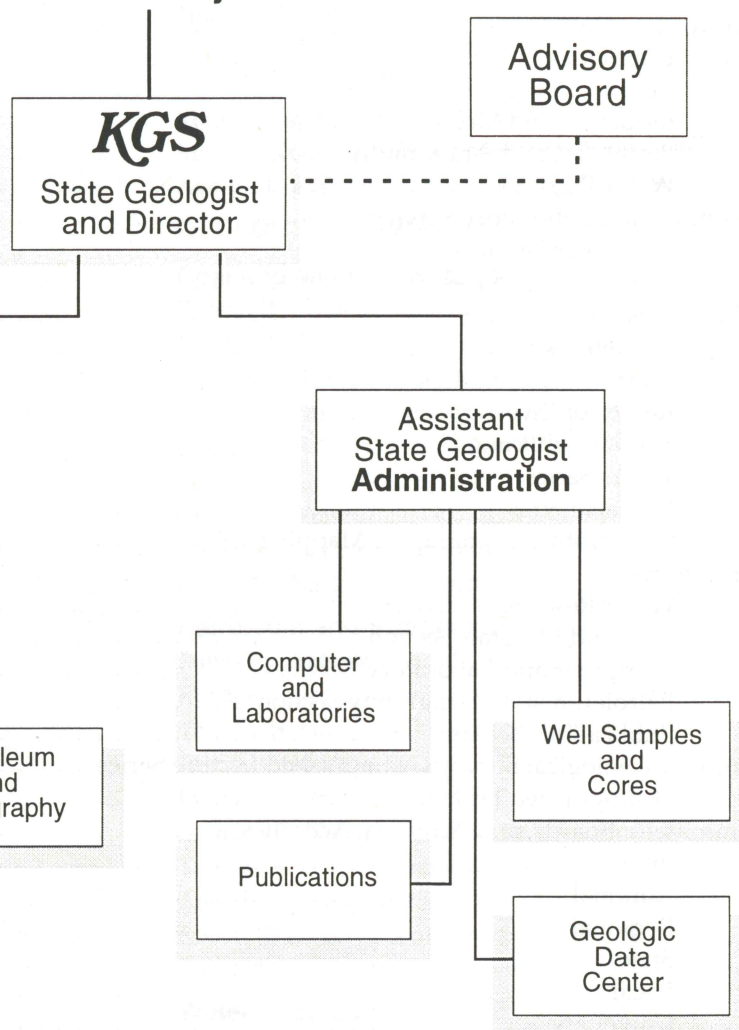 Advisory
Board
KGS
State Geologist
and Director
Assistant
State Geologist
Administration
Computer
and
Laboratories
Well Samples
and
Cores
Publications
Geologic
Data
Center